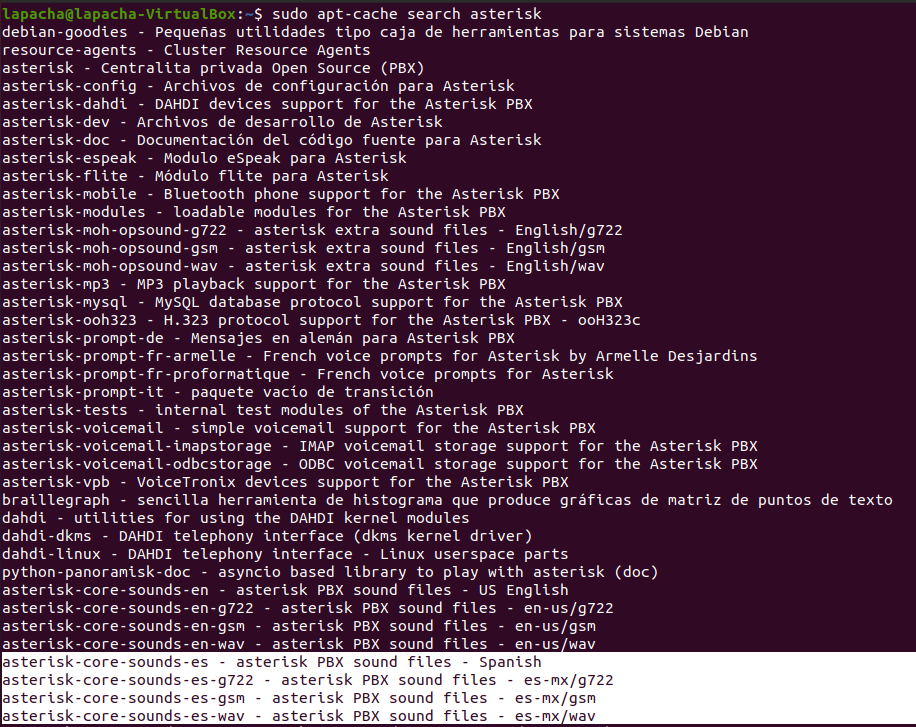 lapacha@lapacha-VirtualBox:~$ sudo apt-cache search asterisk
debian-goodies - Pequeñas utilidades tipo caja de herramientas para sistemas Debian
resource-agents - Cluster Resource Agents
asterisk - Centralita privada Open Source (PBX)
asterisk-config - Archivos de configuración para Asterisk
asterisk-dahdi - DAHDI devices support for the Asterisk PBX
asterisk-dev - Archivos de desarrollo de Asterisk
asterisk-doc - Documentación del código fuente para Asterisk
asterisk-espeak - Modulo eSpeak para Asterisk
asterisk-flite - Módulo flite para Asterisk
asterisk-mobile - Bluetooth phone support for the Asterisk PBX
asterisk-modules - loadable modules for the Asterisk PBX
asterisk-moh-opsound-g722 - asterisk extra sound files - English/g722
asterisk-moh-opsound-gsm - asterisk extra sound files - English/gsm
asterisk-moh-opsound-wav - asterisk extra sound files - English/wav
asterisk-mp3 - MP3 playback support for the Asterisk PBX
asterisk-mysql - MySQL database protocol support for the Asterisk PBX
asterisk-ooh323 - H.323 protocol support for the Asterisk PBX - ooH323c
asterisk-prompt-de - Mensajes en alemán para Asterisk PBX
asterisk-prompt-fr-armelle - French voice prompts for Asterisk by Armelle Desjardins
asterisk-prompt-fr-proformatique - French voice prompts for Asterisk
asterisk-prompt-it - paquete vacío de transición
asterisk-tests - internal test modules of the Asterisk PBX
asterisk-voicemail - simple voicemail support for the Asterisk PBX
asterisk-voicemail-imapstorage - IMAP voicemail storage support for the Asterisk PBX
asterisk-voicemail-odbcstorage - ODBC voicemail storage support for the Asterisk PBX
asterisk-vpb - VoiceTronix devices support for the Asterisk PBX
braillegraph - sencilla herramienta de histograma que produce gráficas de matriz de puntos de texto
dahdi - utilities for using the DAHDI kernel modules
dahdi-dkms - DAHDI telephony interface (dkms kernel driver)
dahdi-linux - DAHDI telephony interface - Linux userspace parts
python-panoramisk-doc - asyncio based library to play with asterisk (doc)
asterisk-core-sounds-en - asterisk PBX sound files - US English
asterisk-core-sounds-en-g722 - asterisk PBX sound files - en-us/g722
asterisk-core-sounds-en-gsm - asterisk PBX sound files - en-us/gsm
asterisk-core-sounds-en-wav - asterisk PBX sound files - en-us/wav
asterisk-core-sounds-es - asterisk PBX sound files - Spanish
asterisk-core-sounds-es-g722 - asterisk PBX sound files - es-mx/g722
asterisk-core-sounds-es-gsm - asterisk PBX sound files - es-mx/gsm
asterisk-core-sounds-es-wav - asterisk PBX sound files - es-mx/wav